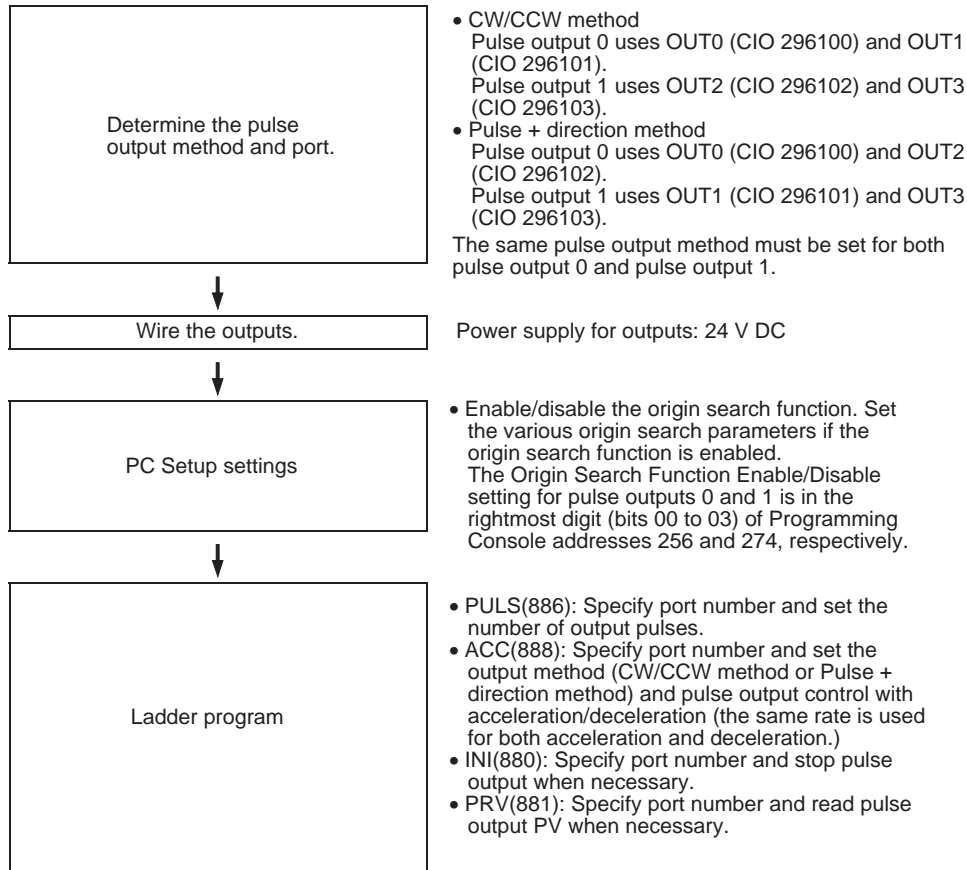 Determine the pulse
output method and port.
• CW/CCW method
Pulse output 0 uses OUT0 (CIO 296100) and OUT1
(CIO 296101).
Pulse output 1 uses OUT2 (CIO 296102) and OUT3
(CIO 296103).
• Pulse + direction method
Pulse output 0 uses OUT0 (CIO 296100) and OUT2
(CIO 296102).
Pulse output 1 uses OUT1 (CIO 296101) and OUT3
(CIO 296103).
The same pulse output method must be set for both
pulse output 0 and pulse output 1.
Wire the outputs.
Power supply for outputs: 24 V DC
PC Setup settings
• Enable/disable the origin search function. Set
the various origin search parameters if the
origin search function is enabled.
The Origin Search Function Enable/Disable
setting for pulse outputs 0 and 1 is in the
rightmost digit (bits 00 to 03) of Programming
Console addresses 256 and 274, respectively.
Ladder program
• PULS(886): Specify port number and set the
number of output pulses.
• ACC(888): Specify port number and set the
output method (CW/CCW method or Pulse +
direction method) and pulse output control with
acceleration/deceleration (the same rate is used
for both acceleration and deceleration.)
• INI(880): Specify port number and stop pulse
output when necessary.
• PRV(881): Specify port number and read pulse
output PV when necessary.